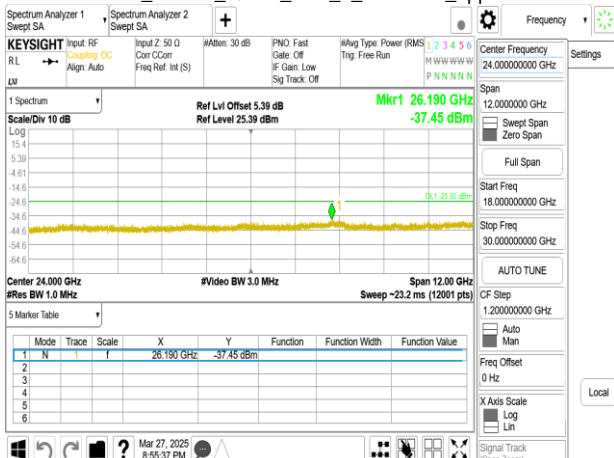 Spectrum Analyzer 1
Swept SA
Spectrum Analyzer 2
Swept SA
Frequency
KEYSIGHT
RL
Input: RF
Coupling: DC
Align: Auto
Input Z: 50 Ω
Corr CCorr
Freq Ref: Int (S)
#Atten: 30 dB
PNO: Fast
Gate: Off
IF Gain: Low
Sig Track: Off
#Avg Type: Power (RMS
Trig: Free Run
1 2 3 4 5 6
M W W W W W
P N N N N N
1 Spectrum
Scale/Div 10 dB
Ref Lvl Offset 5.39 dB
Ref Level 25.39 dBm
Mkr1 26.190 GHz
-37.45 dBm
Log
15.4
5.39
-4.61
-14.6
-24.6
-34.6
-44.6
-54.6
-64.6
DL1 -25.00 dBm
1
Center 24.000 GHz
#Res BW 1.0 MHz
#Video BW 3.0 MHz
Span 12.00 GHz
Sweep ~23.2 ms (12001 pts)
5 Marker Table
Mode Trace Scale X Y Function Function Width Function Value
1 N 1 f 26.190 GHz -37.45 dBm
2
3
4
5
6
Mar 27, 2025
8:55:37 PM
Center Frequency
24.000000000 GHz
Span
12.0000000 GHz
Swept Span
Zero Span
Full Span
Start Freq
18.000000000 GHz
Stop Freq
30.000000000 GHz
AUTO TUNE
CF Step
1.200000000 GHz
Auto
Man
Freq Offset
0 Hz
X Axis Scale
Log
Lin
Signal Track
Settings
Local